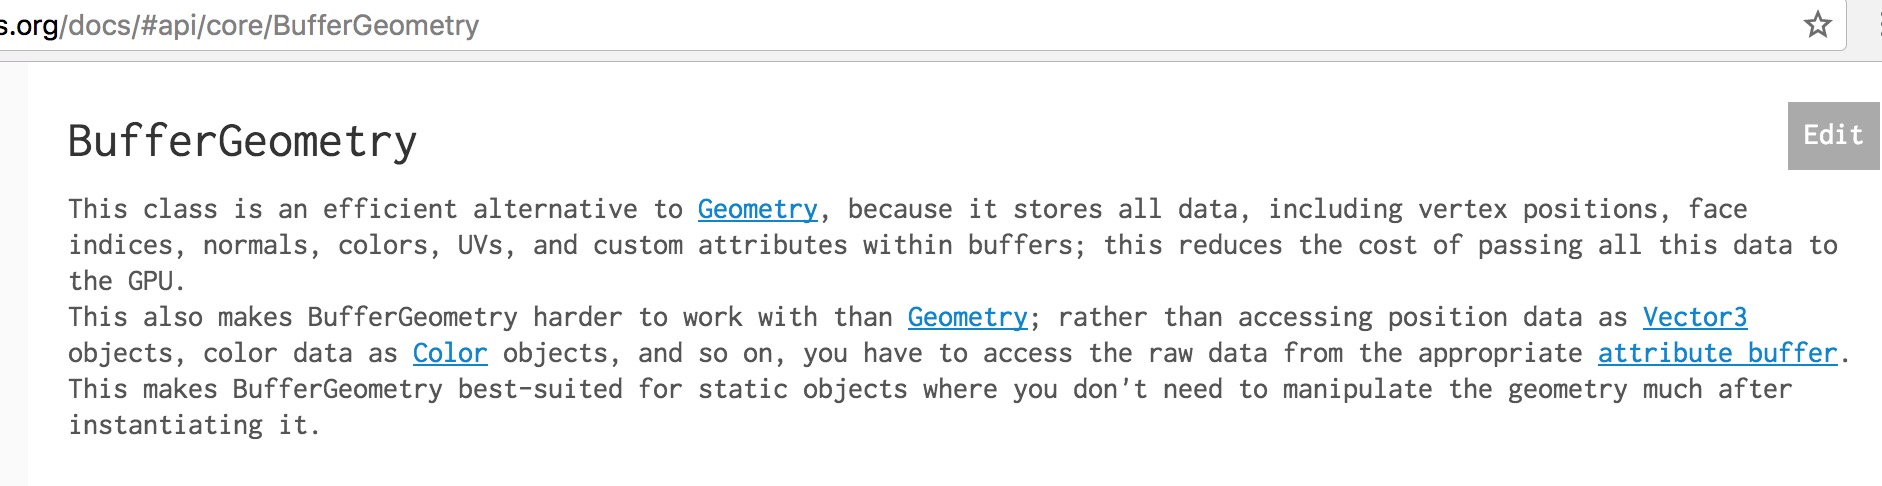 s.org/docs/#api/core/BufferGeometry
BufferGeometry
Edit
This class is an efficient alternative to Geometry, because it stores all data, including vertex positions, face
indices, normals, colors, UVs, and custom attributes within buffers; this reduces the cost of passing all this data to
the GPU.
This also makes BufferGeometry harder to work with than Geometry; rather than accessing position data as Vector3
objects, color data as Color objects, and so on, you have to access the raw data from the appropriate attribute buffer.
This makes BufferGeometry best-suited for static objects where you don't need to manipulate the geometry much after
instantiating it.